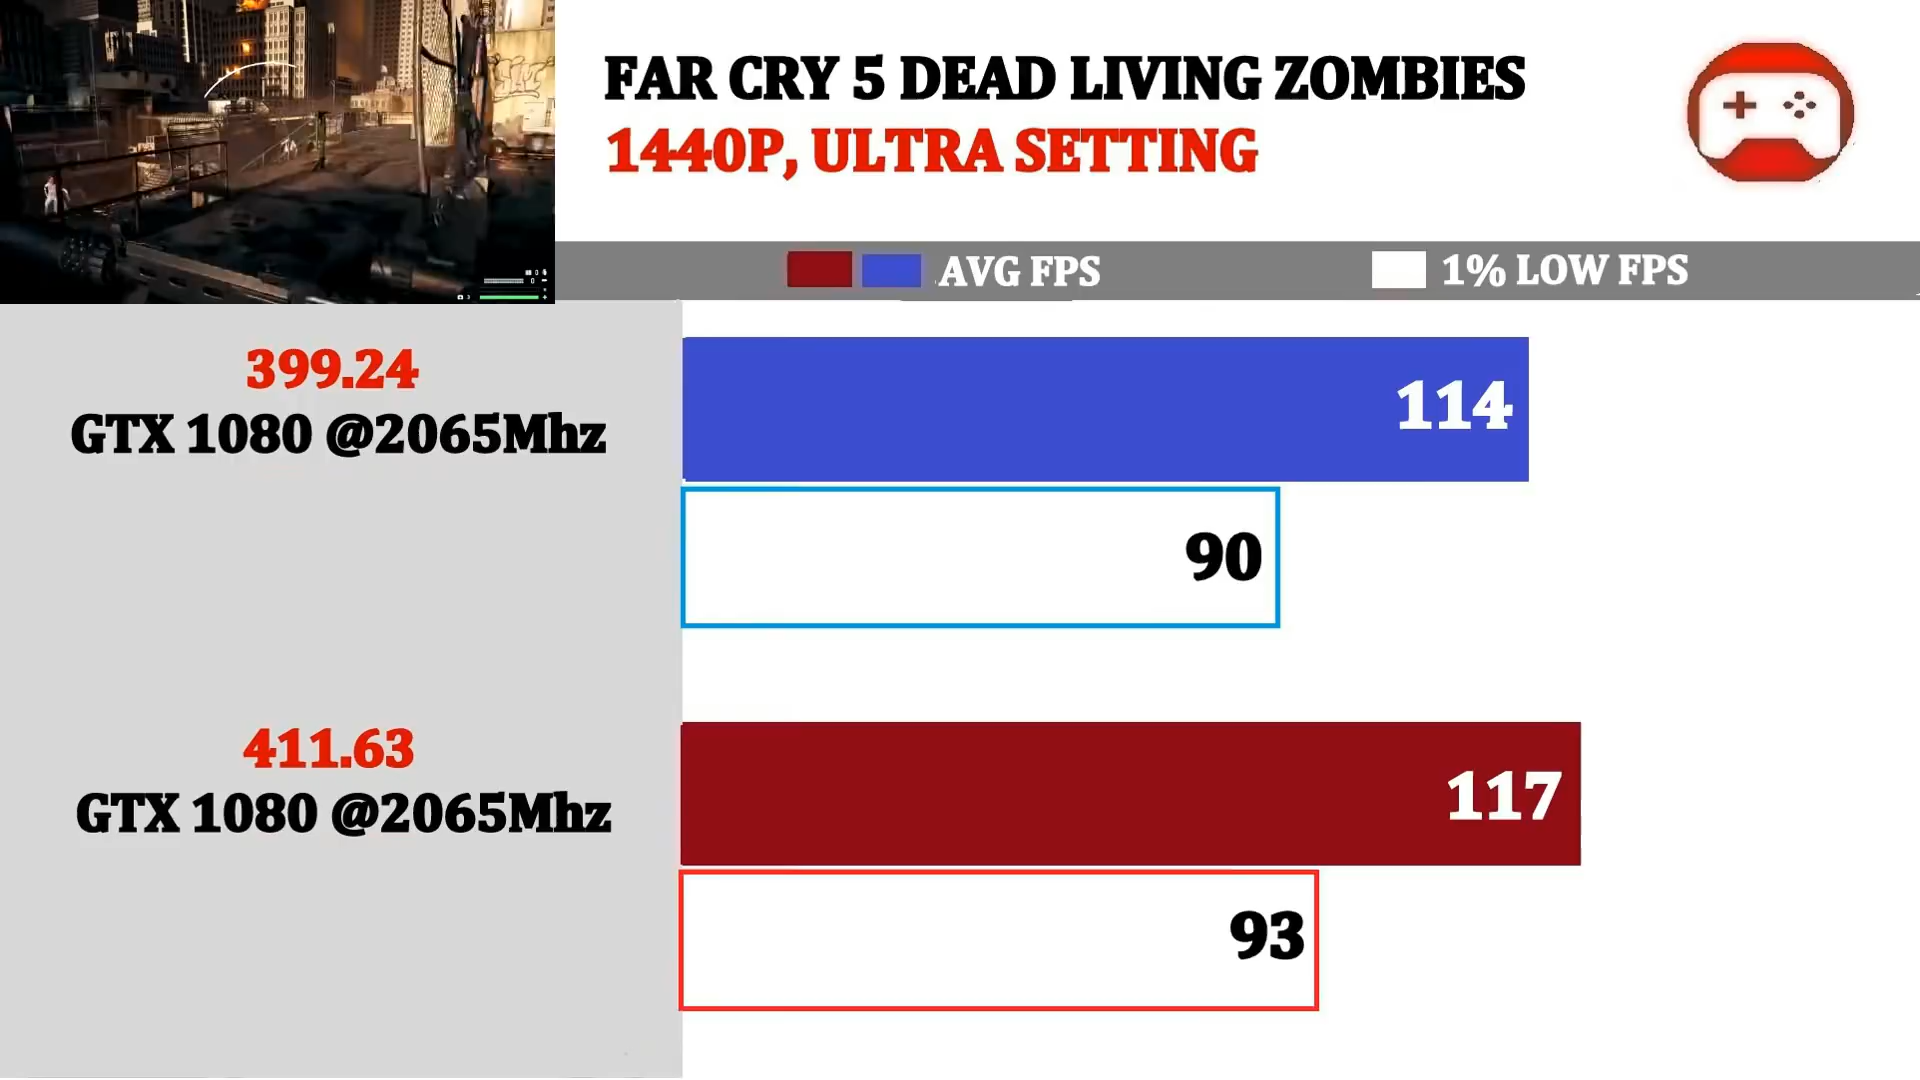 FAR CRY 5 DEAD LIVING ZOMBIES
1440P, ULTRA SETTING
AVG FPS
1% LOW FPS
399.24
GTX 1080 @2065Mhz
114
90
411.63
GTX 1080 @2065Mhz
117
93